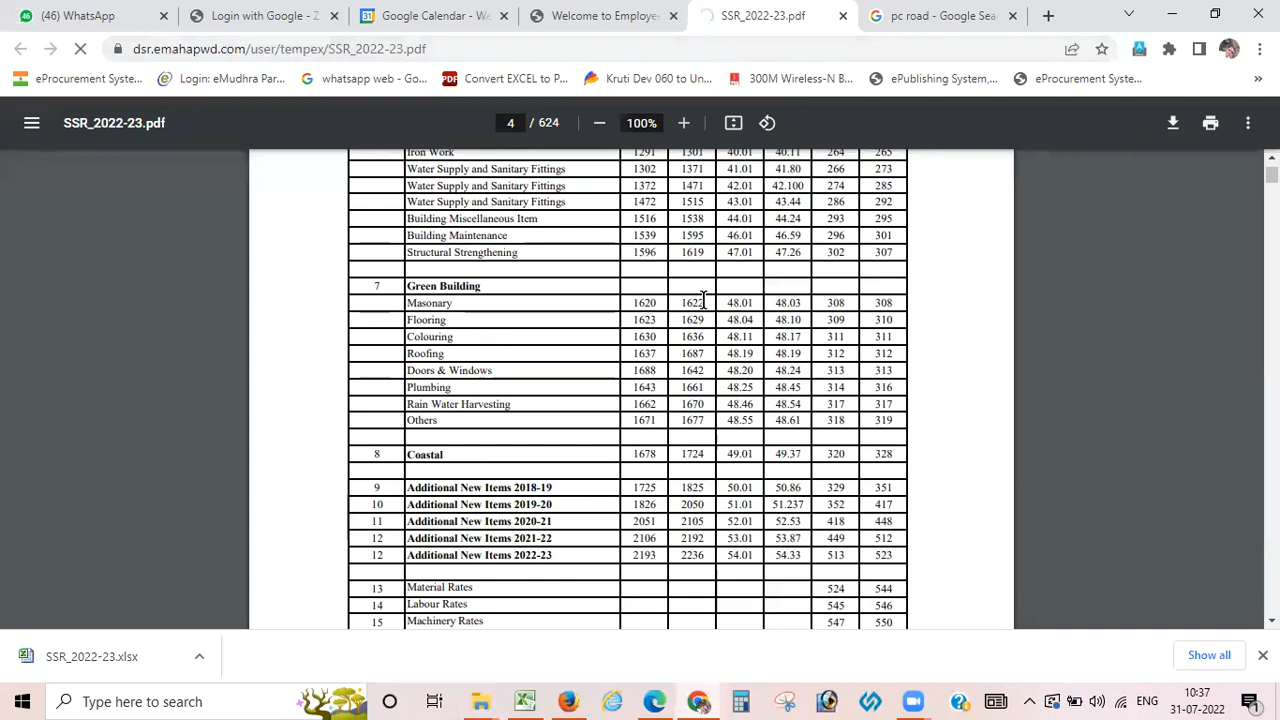 (46) WhatsApp
Login with Google - Z
Google Calendar - We
Welcome to Employe
SSR_2022-23.pdf
pc road - Google Sea
dsr.emahapwd.com/user/tempex/SSR_2022-23.pdf
eProcurement Syste...
Login: eMudhra Par...
whatsapp web - Go...
Convert EXCEL to P...
Kruti Dev 060 to Un...
300M Wireless-N B...
ePublishing System,...
eProcurement Syste...
SSR_2022-23.pdf
4 / 624
100%
Iron Work 1291 1301 40.01 40.11 264 265
Water Supply and Sanitary Fittings 1302 1371 41.01 41.80 266 273
Water Supply and Sanitary Fittings 1372 1471 42.01 42.100 274 285
Water Supply and Sanitary Fittings 1472 1515 43.01 43.44 286 292
Building Miscellaneous Item 1516 1538 44.01 44.24 293 295
Building Maintenance 1539 1595 46.01 46.59 296 301
Structural Strengthening 1596 1619 47.01 47.26 302 307
7 Green Building
Masonary 1620 1622 48.01 48.03 308 308
Flooring 1623 1629 48.04 48.10 309 310
Colouring 1630 1636 48.11 48.17 311 311
Roofing 1637 1687 48.19 48.19 312 312
Doors & Windows 1688 1642 48.20 48.24 313 313
Plumbing 1643 1661 48.25 48.45 314 316
Rain Water Harvesting 1662 1670 48.46 48.54 317 317
Others 1671 1677 48.55 48.61 318 319
8 Coastal 1678 1724 49.01 49.37 320 328
9 Additional New Items 2018-19 1725 1825 50.01 50.86 329 351
10 Additional New Items 2019-20 1826 2050 51.01 51.237 352 417
11 Additional New Items 2020-21 2051 2105 52.01 52.53 418 448
12 Additional New Items 2021-22 2106 2192 53.01 53.87 449 512
12 Additional New Items 2022-23 2193 2236 54.01 54.33 513 523
13 Material Rates 524 544
14 Labour Rates 545 546
15 Machinery Rates 547 550
SSR_2022-23.xlsx
Show all
Type here to search
ENG
10:37
31-07-2022